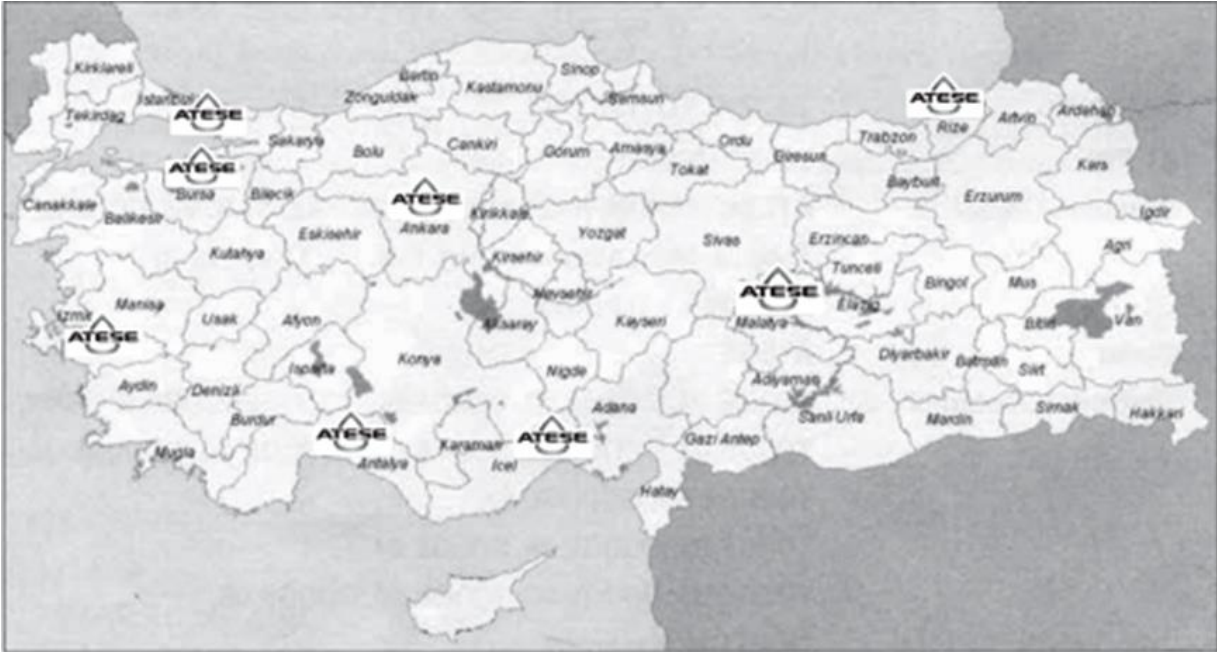 Kirklareli
Istanbul
Tekirdag
ATESE
Bartin
Zonguldak
Kastamonu
Sinop
Samsun
ATESE
Rize
Artvin
Ardehap
Sakarya
Bolu
Cankiri
Gorum
Amasya
Ordu
Giresun
Trabzon
Kars
ATESE
Bursa
Bilecik
Tokat
Baybult
Erzurum
Canakkale
Balikesir
Eskisehir
ATESE
Ankara
Kirikkale
Yozgat
Sivas
Erzincan
Igdir
Agri
Kutahya
Kirsehir
Tunceli
Bingol
Mus
Manisa
Usak
Afyon
Nevsehir
Aksaray
Kayseri
ATESE
Malatya
Elazig
Bitlis
Van
Izmir
ATESE
Isparta
Konya
Nigde
Adiyaman
Diyarbakir
Batman
Siirt
Aydin
Denizli
Burdur
Adana
Sanli Urfa
Mardin
Sirnak
Hakkari
Mugla
ATESE
Antalya
Karaman
ATESE
Icel
Gazi Antep
Hatay